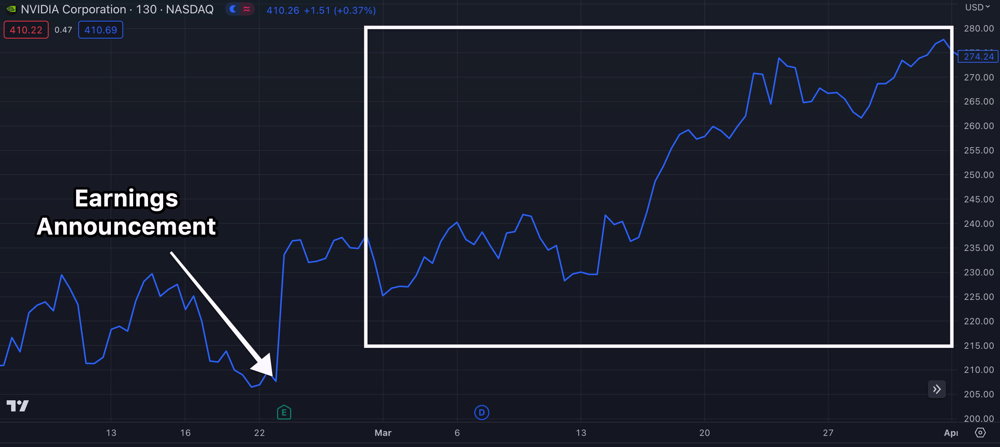 NVIDIA Corporation · 130 · NASDAQ
410.26 +1.51 (+0.37%)
USD
410.22 0.47 410.69
280.00
274.24
270.00
265.00
260.00
255.00
250.00
245.00
240.00
235.00
230.00
225.00
220.00
215.00
210.00
205.00
200.00
Earnings
Announcement
E
D
13 16 22 Mar 6 13 20 27 Apr